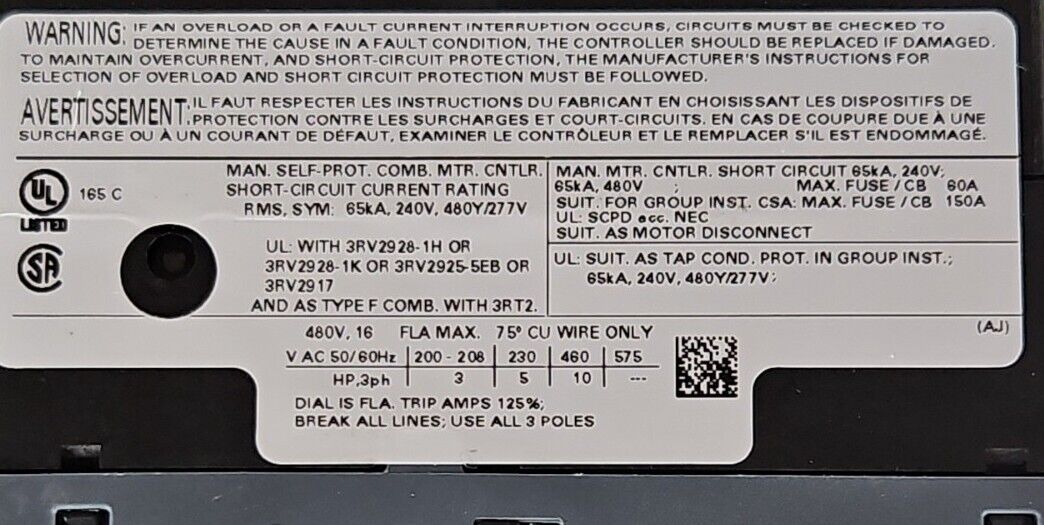 WARNING: IF AN OVERLOAD OR A FAULT CURRENT INTERRUPTION OCCURS, CIRCUITS MUST BE CHECKED TO
DETERMINE THE CAUSE IN A FAULT CONDITION, THE CONTROLLER SHOULD BE REPLACED IF DAMAGED.
TO MAINTAIN OVERCURRENT, AND SHORT-CIRCUIT PROTECTION, THE MANUFACTURER'S INSTRUCTIONS FOR
SELECTION OF OVERLOAD AND SHORT CIRCUIT PROTECTION MUST BE FOLLOWED.
AVERTISSEMENT: IL FAUT RESPECTER LES INSTRUCTIONS DU FABRICANT EN CHOISISSANT LES DISPOSITIFS DE
PROTECTION CONTRE LES SURCHARGES ET COURT-CIRCUITS. EN CAS DE COUPURE DUE À UNE
SURCHARGE OU À UN COURANT DE DÉFAUT, EXAMINER LE CONTRÔLEUR ET LE REMPLACER S'IL EST ENDOMMAGÉ.
UL
LISTED
165 C
SA
MAN. SELF-PROT. COMB. MTR. CNTLR.
SHORT-CIRCUIT CURRENT RATING
RMS, SYM: 65kA, 240V, 480Y/277V
UL: WITH 3RV2928-1H OR
3RV2928-1K OR 3RV2925-5EB OR
3RV2917
AND AS TYPE F COMB. WITH 3RT2.
MAN. MTR. CNTLR. SHORT CIRCUIT 65kA, 240V;
65kA, 480V ; MAX. FUSE / CB 60A
SUIT. FOR GROUP INST. CSA: MAX. FUSE / CB 150A
UL: SCPD acc. NEC
SUIT. AS MOTOR DISCONNECT
UL: SUIT. AS TAP COND. PROT. IN GROUP INST.;
65kA, 240V, 480Y/277V;
480V, 16 FLA MAX. 75° CU WIRE ONLY
(AJ)
V AC 50/60Hz 200 - 208 230 460 575
HP,3ph 3 5 10 ---
DIAL IS FLA. TRIP AMPS 125%;
BREAK ALL LINES; USE ALL 3 POLES